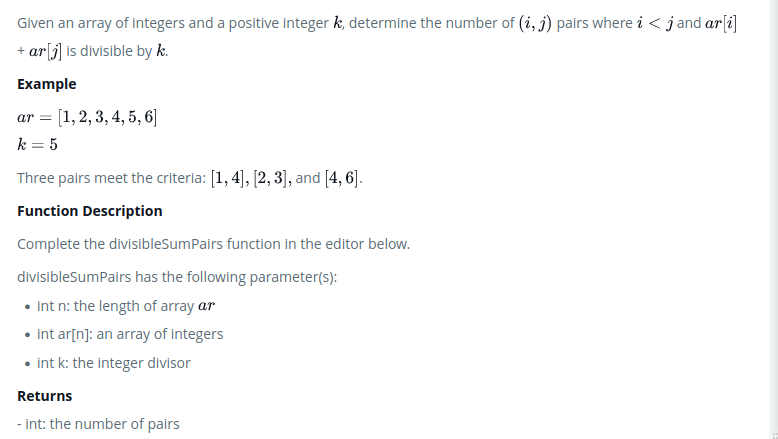 Given an array of integers and a positive integer k, determine the number of (i, j) pairs where i < j and ar[i]
+ ar[j] is divisible by k.
Example
ar = [1, 2, 3, 4, 5, 6]
k = 5
Three pairs meet the criteria: [1, 4], [2, 3], and [4, 6].
Function Description
Complete the divisibleSumPairs function in the editor below.
divisibleSumPairs has the following parameter(s):
• int n: the length of array ar
• int ar[n]: an array of integers
• int k: the integer divisor
Returns
- int: the number of pairs